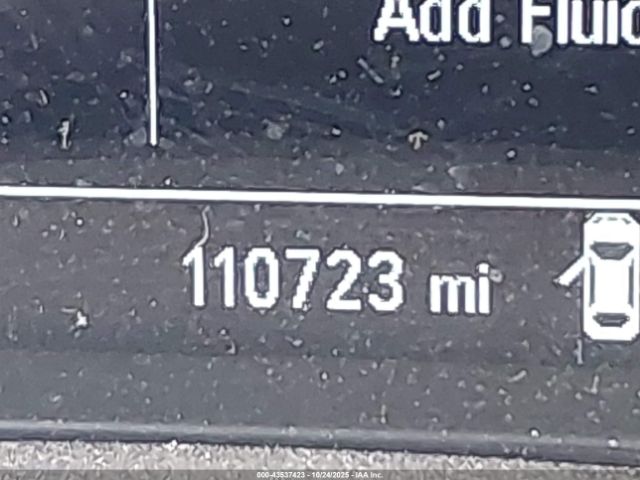 Add Fluid
110723 mi
000-43537423 - 10/24/2025 - IAA Inc.